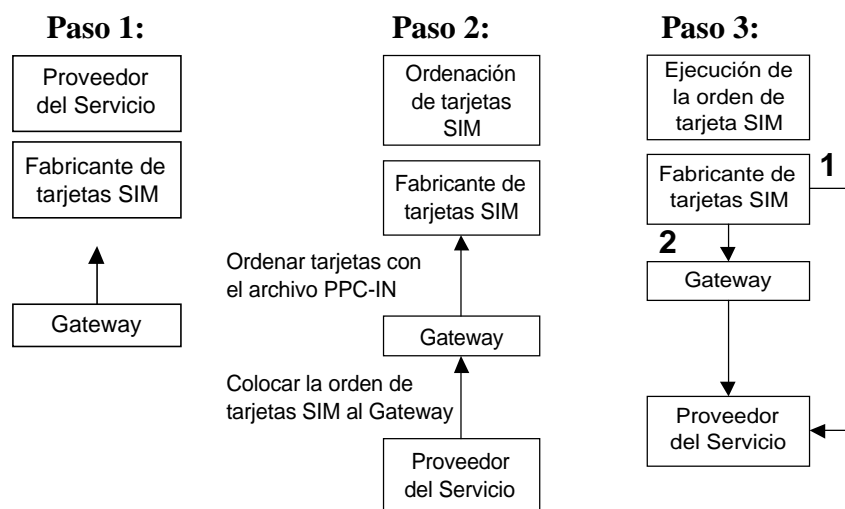 Paso 1:
Proveedor
del Servicio
Fabricante de
tarjetas SIM
Gateway
Paso 2:
Ordenación
de tarjetas
SIM
Fabricante de
tarjetas SIM
Ordenar tarjetas con
el archivo PPC-IN
Gateway
Colocar la orden de
tarjetas SIM al Gateway
Proveedor
del Servicio
Paso 3:
Ejecución de
la orden de
tarjeta SIM
Fabricante de
tarjetas SIM
1
2
Gateway
Proveedor
del Servicio